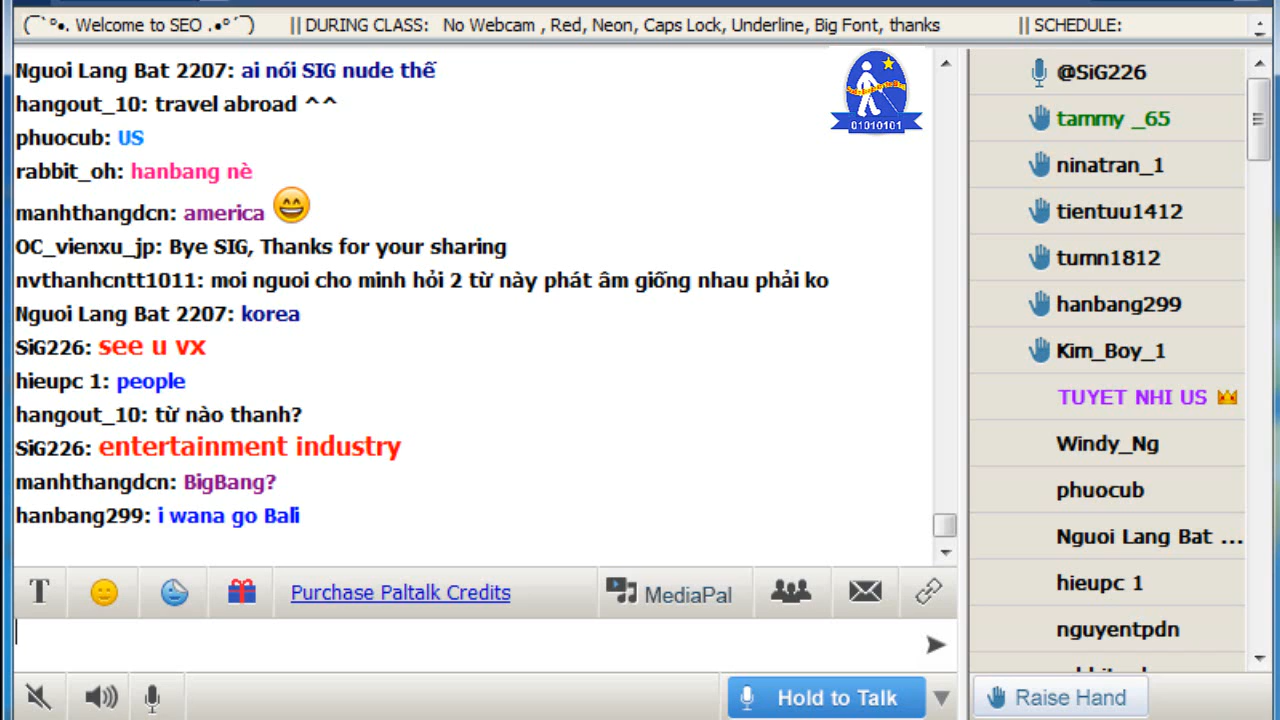 (¯`°•. Welcome to SEO .•°´¯) || DURING CLASS: No Webcam , Red, Neon, Caps Lock, Underline, Big Font, thanks || SCHEDULE:
Nguoi Lang Bat 2207: ai nói SIG nude thế
hangout_10: travel abroad ^^
phuocub: US
rabbit_oh: hanbang nè
manhthangdcn: america
OC_vienxu_jp: Bye SIG, Thanks for your sharing
nvthanhcntt1011: moi nguoi cho minh hỏi 2 từ này phát âm giống nhau phải ko
Nguoi Lang Bat 2207: korea
SiG226: see u vx
hieupc 1: people
hangout_10: từ nào thanh?
SiG226: entertainment industry
manhthangdcn: BigBang?
hanbang299: i wana go Bali
01010101
@SiG226
tammy _65
ninatran_1
tientuu1412
tumn1812
hanbang299
Kim_Boy_1
TUYET NHI US
Windy_Ng
phuocub
Nguoi Lang Bat ...
hieupc 1
nguyentpdn
T
Purchase Paltalk Credits
MediaPal
Hold to Talk
Raise Hand